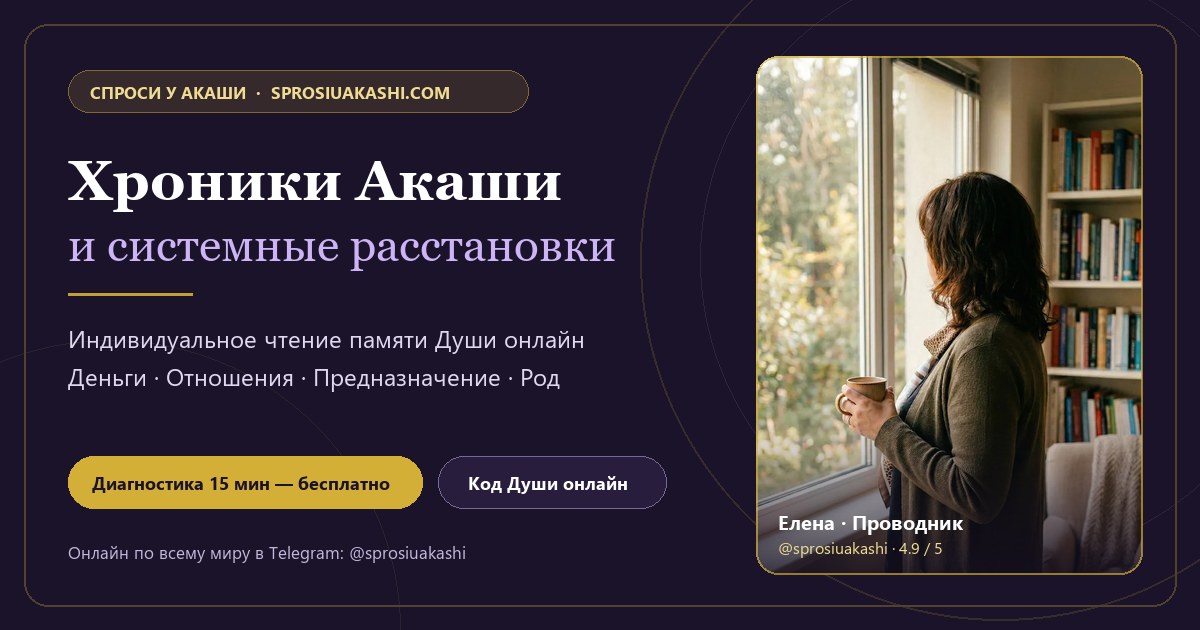 СПРОСИ У АКАШИ · SPROSIUAKASHI.COM
Хроники Акаши
и системные расстановки
Индивидуальное чтение памяти Души онлайн
Деньги · Отношения · Предназначение · Род
Диагностика 15 мин — бесплатно
Код Души онлайн
Онлайн по всему миру в Telegram: @sprosiuakashi
Елена · Проводник
@sprosiuakashi · 4.9 / 5